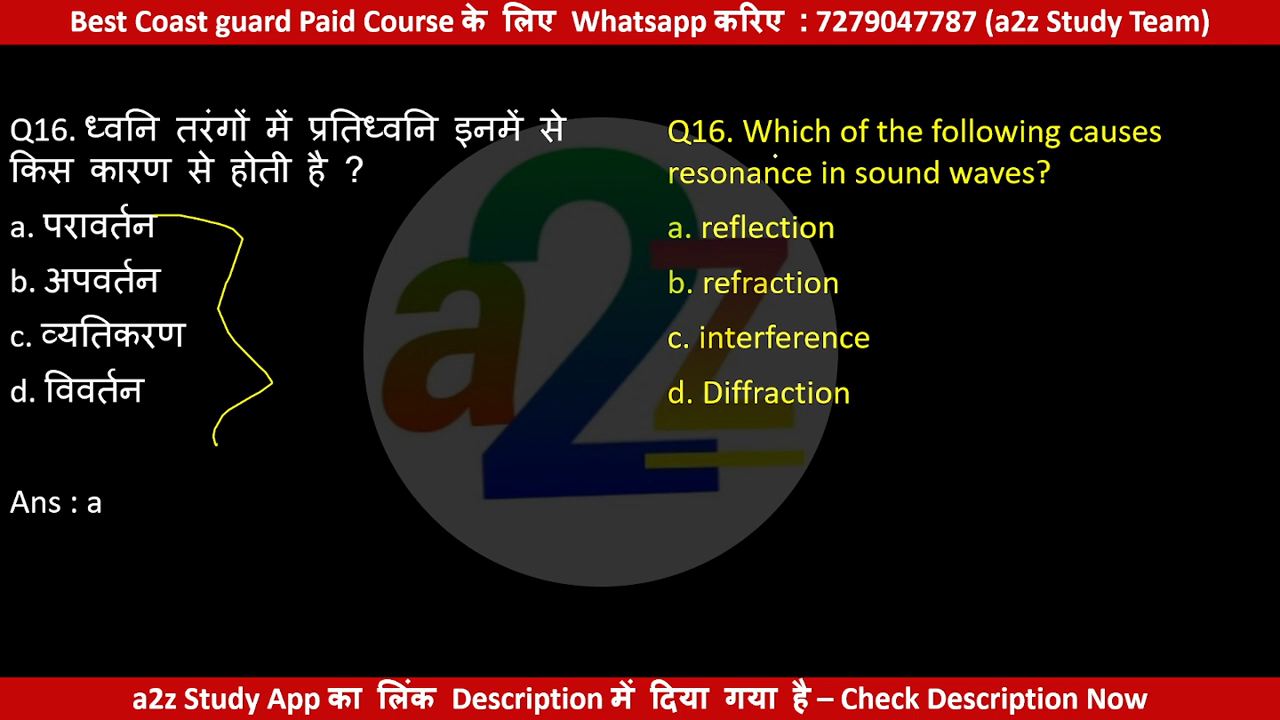 Best Coast guard Paid Course के लिए Whatsapp करिए : 7279047787 (a2z Study Team)
Q16. ध्वनि तरंगों में प्रतिध्वनि इनमें से
किस कारण से होती है ?
a. परावर्तन
b. अपवर्तन
c. व्यतिकरण
d. विवर्तन
Ans : a
Q16. Which of the following causes
resonance in sound waves?
a. reflection
b. refraction
c. interference
d. Diffraction
a2z
a2z Study App का लिंक Description में दिया गया है – Check Description Now